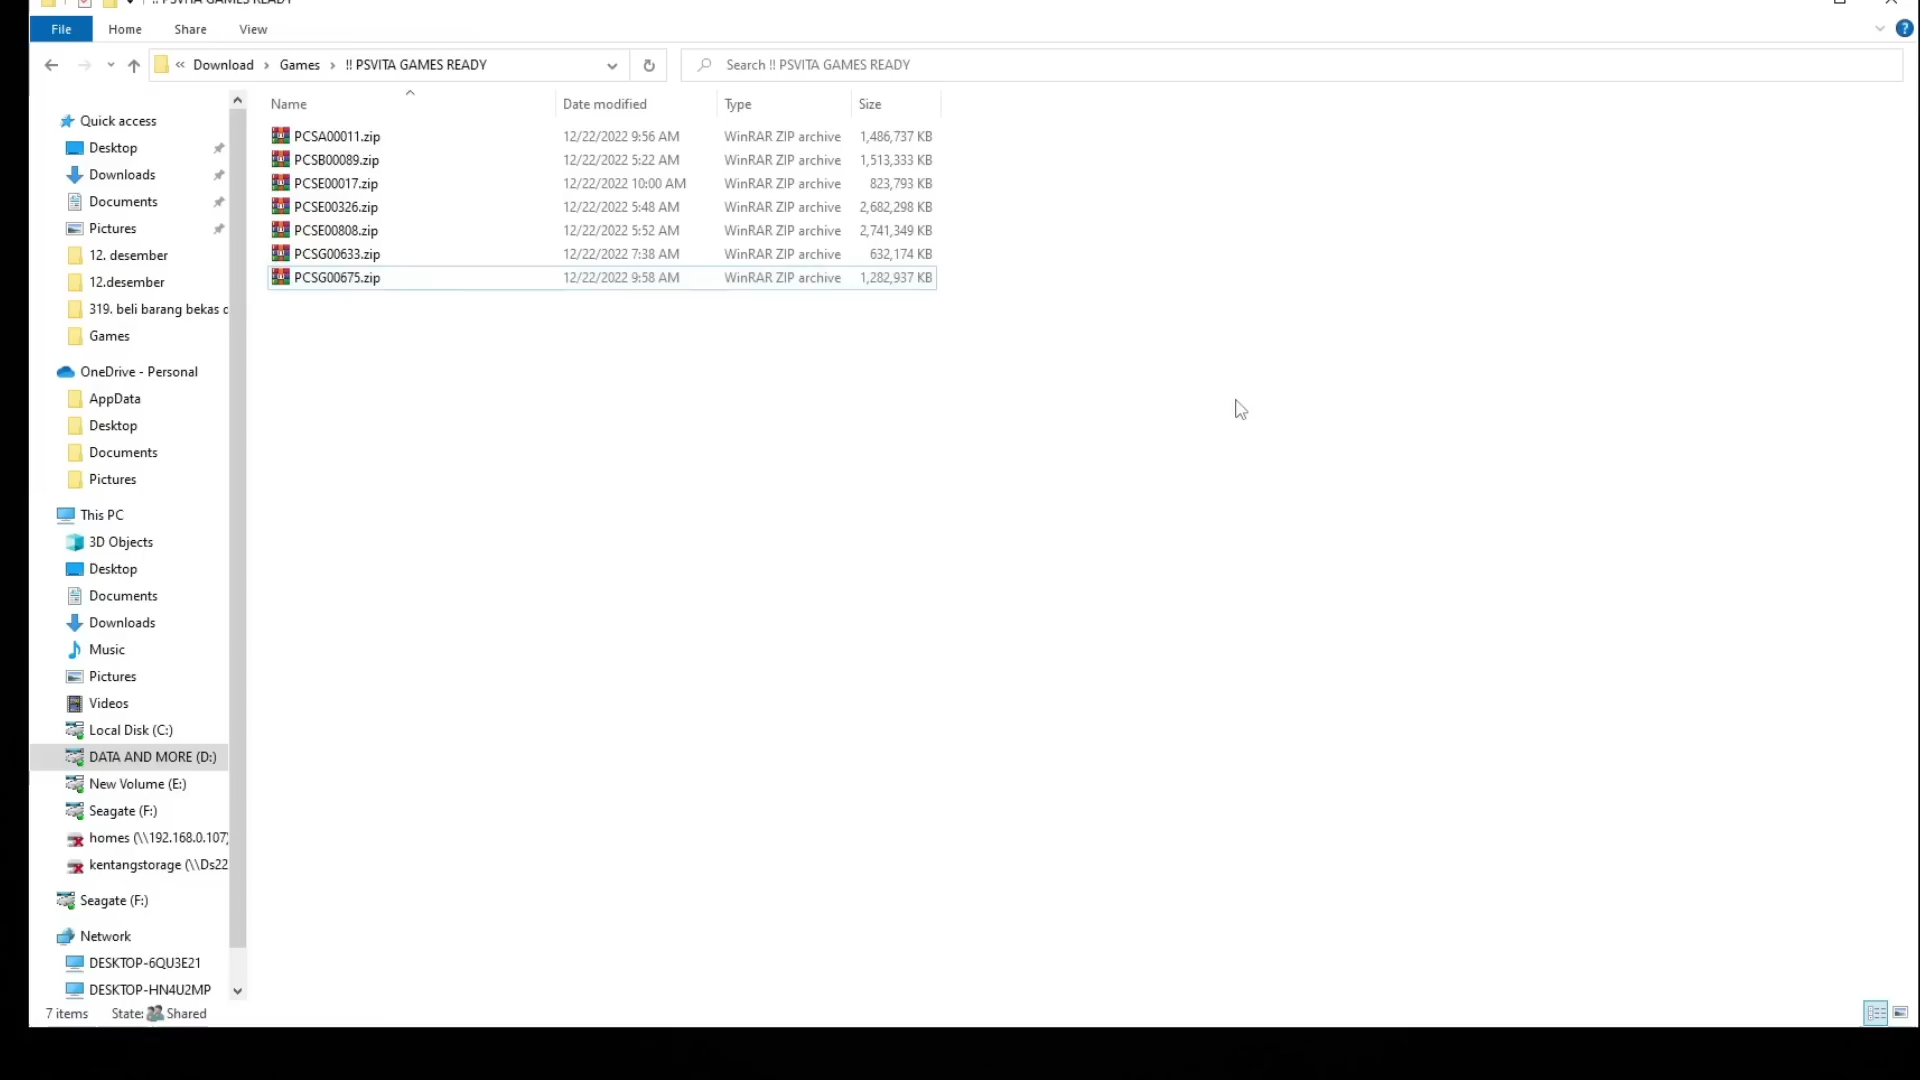 !! PSVITA GAMES READY
File Home Share View
« Download › Games › !! PSVITA GAMES READY
Search !! PSVITA GAMES READY
Name Date modified Type Size
PCSA00011.zip 12/22/2022 9:56 AM WinRAR ZIP archive 1,486,737 KB
PCSB00089.zip 12/22/2022 5:22 AM WinRAR ZIP archive 1,513,333 KB
PCSE00017.zip 12/22/2022 10:00 AM WinRAR ZIP archive 823,793 KB
PCSE00326.zip 12/22/2022 5:48 AM WinRAR ZIP archive 2,682,298 KB
PCSE00808.zip 12/22/2022 5:52 AM WinRAR ZIP archive 2,741,349 KB
PCSG00633.zip 12/22/2022 7:38 AM WinRAR ZIP archive 632,174 KB
PCSG00675.zip 12/22/2022 9:58 AM WinRAR ZIP archive 1,282,937 KB
Quick access
Desktop
Downloads
Documents
Pictures
12. desember
12.desember
319. beli barang bekas c
Games
OneDrive - Personal
AppData
Desktop
Documents
Pictures
This PC
3D Objects
Desktop
Documents
Downloads
Music
Pictures
Videos
Local Disk (C:)
DATA AND MORE (D:)
New Volume (E:)
Seagate (F:)
homes (\\192.168.0.107)
kentangstorage (\\Ds22
Seagate (F:)
Network
DESKTOP-6QU3E21
DESKTOP-HN4U2MP
7 items State: Shared